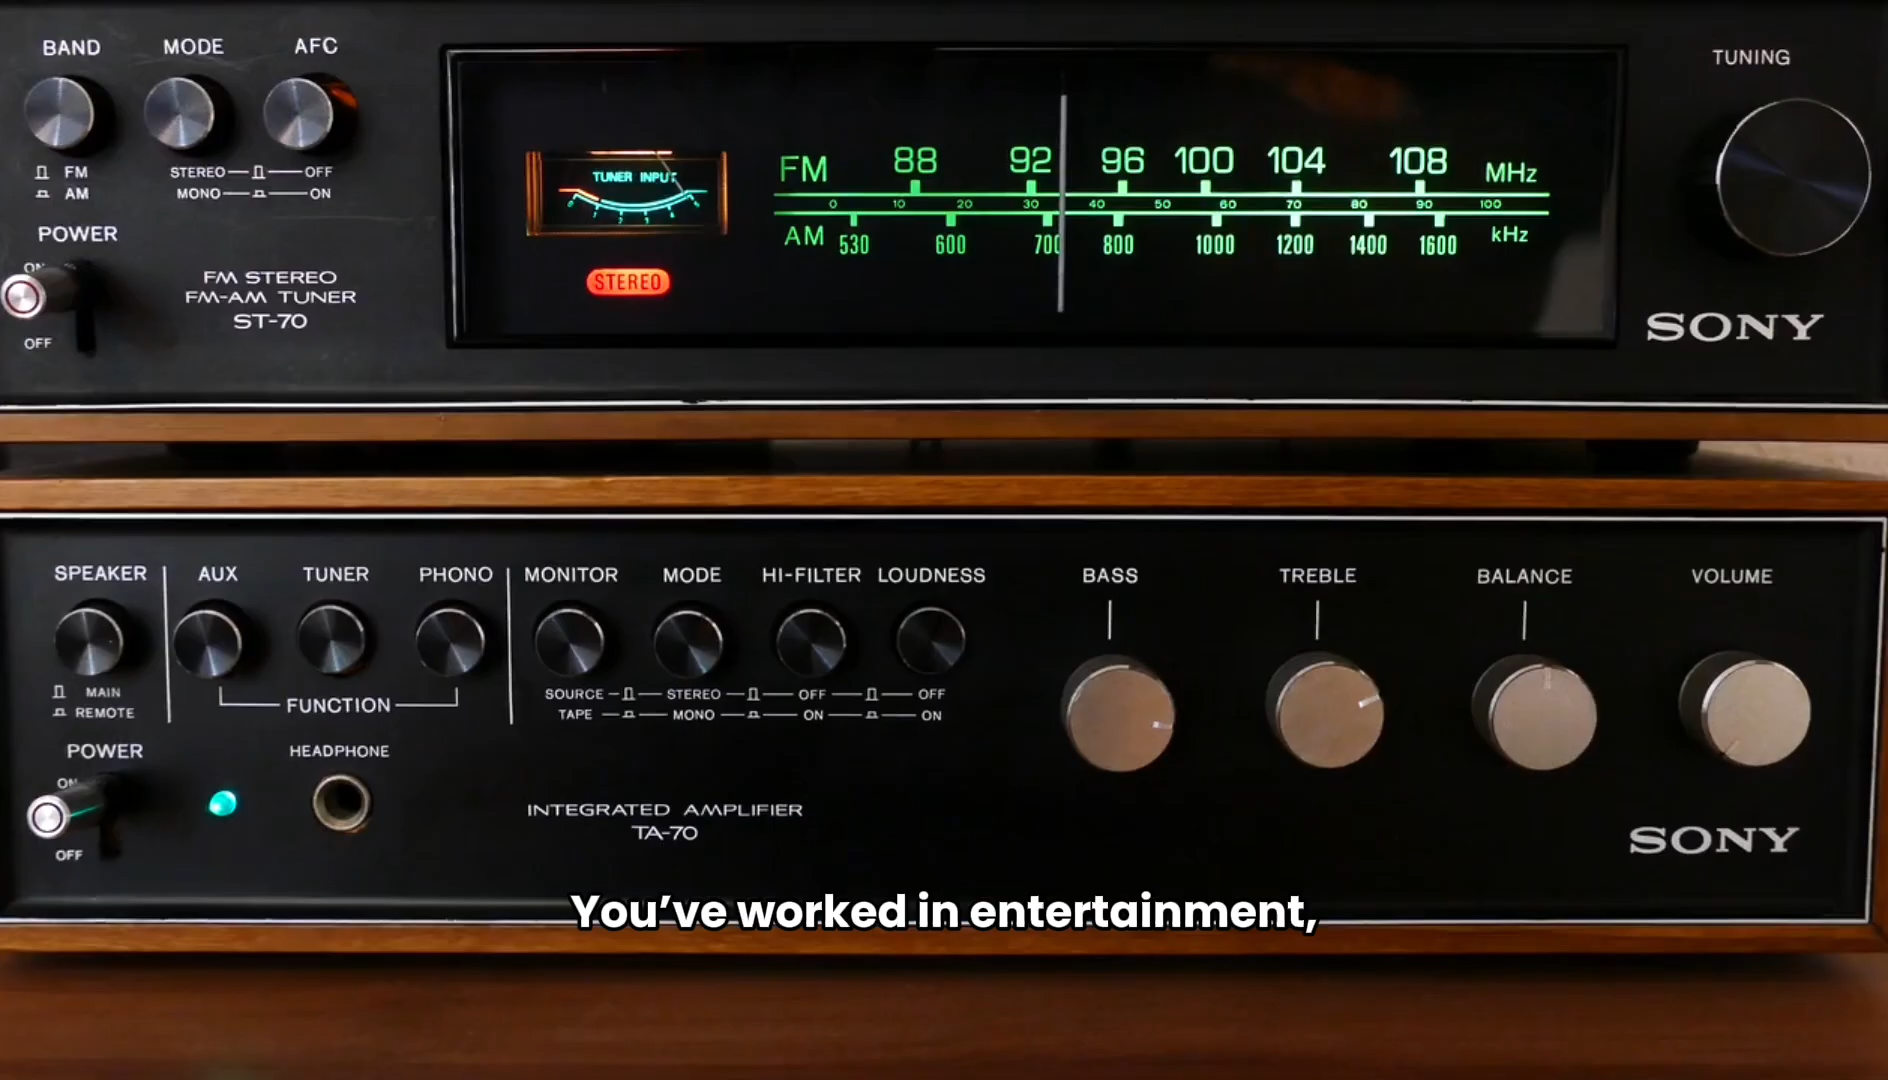 BAND MODE AFC
TUNING
FM 88 92 96 100 104 108 MHz
TUNER INPUT
FM STEREO OFF
AM MONO ON
0 10 20 30 40 50 60 70 80 90 100
AM 530 600 700 800 1000 1200 1400 1600 kHz
POWER
ON
STEREO
FM STEREO
FM-AM TUNER
ST-70
OFF
SONY
SPEAKER AUX TUNER PHONO MONITOR MODE HI-FILTER LOUDNESS BASS TREBLE BALANCE VOLUME
MAIN SOURCE STEREO OFF OFF
REMOTE FUNCTION TAPE MONO ON ON
POWER HEADPHONE
ON
INTEGRATED AMPLIFIER
TA-70
OFF
SONY
You’ve worked in entertainment,